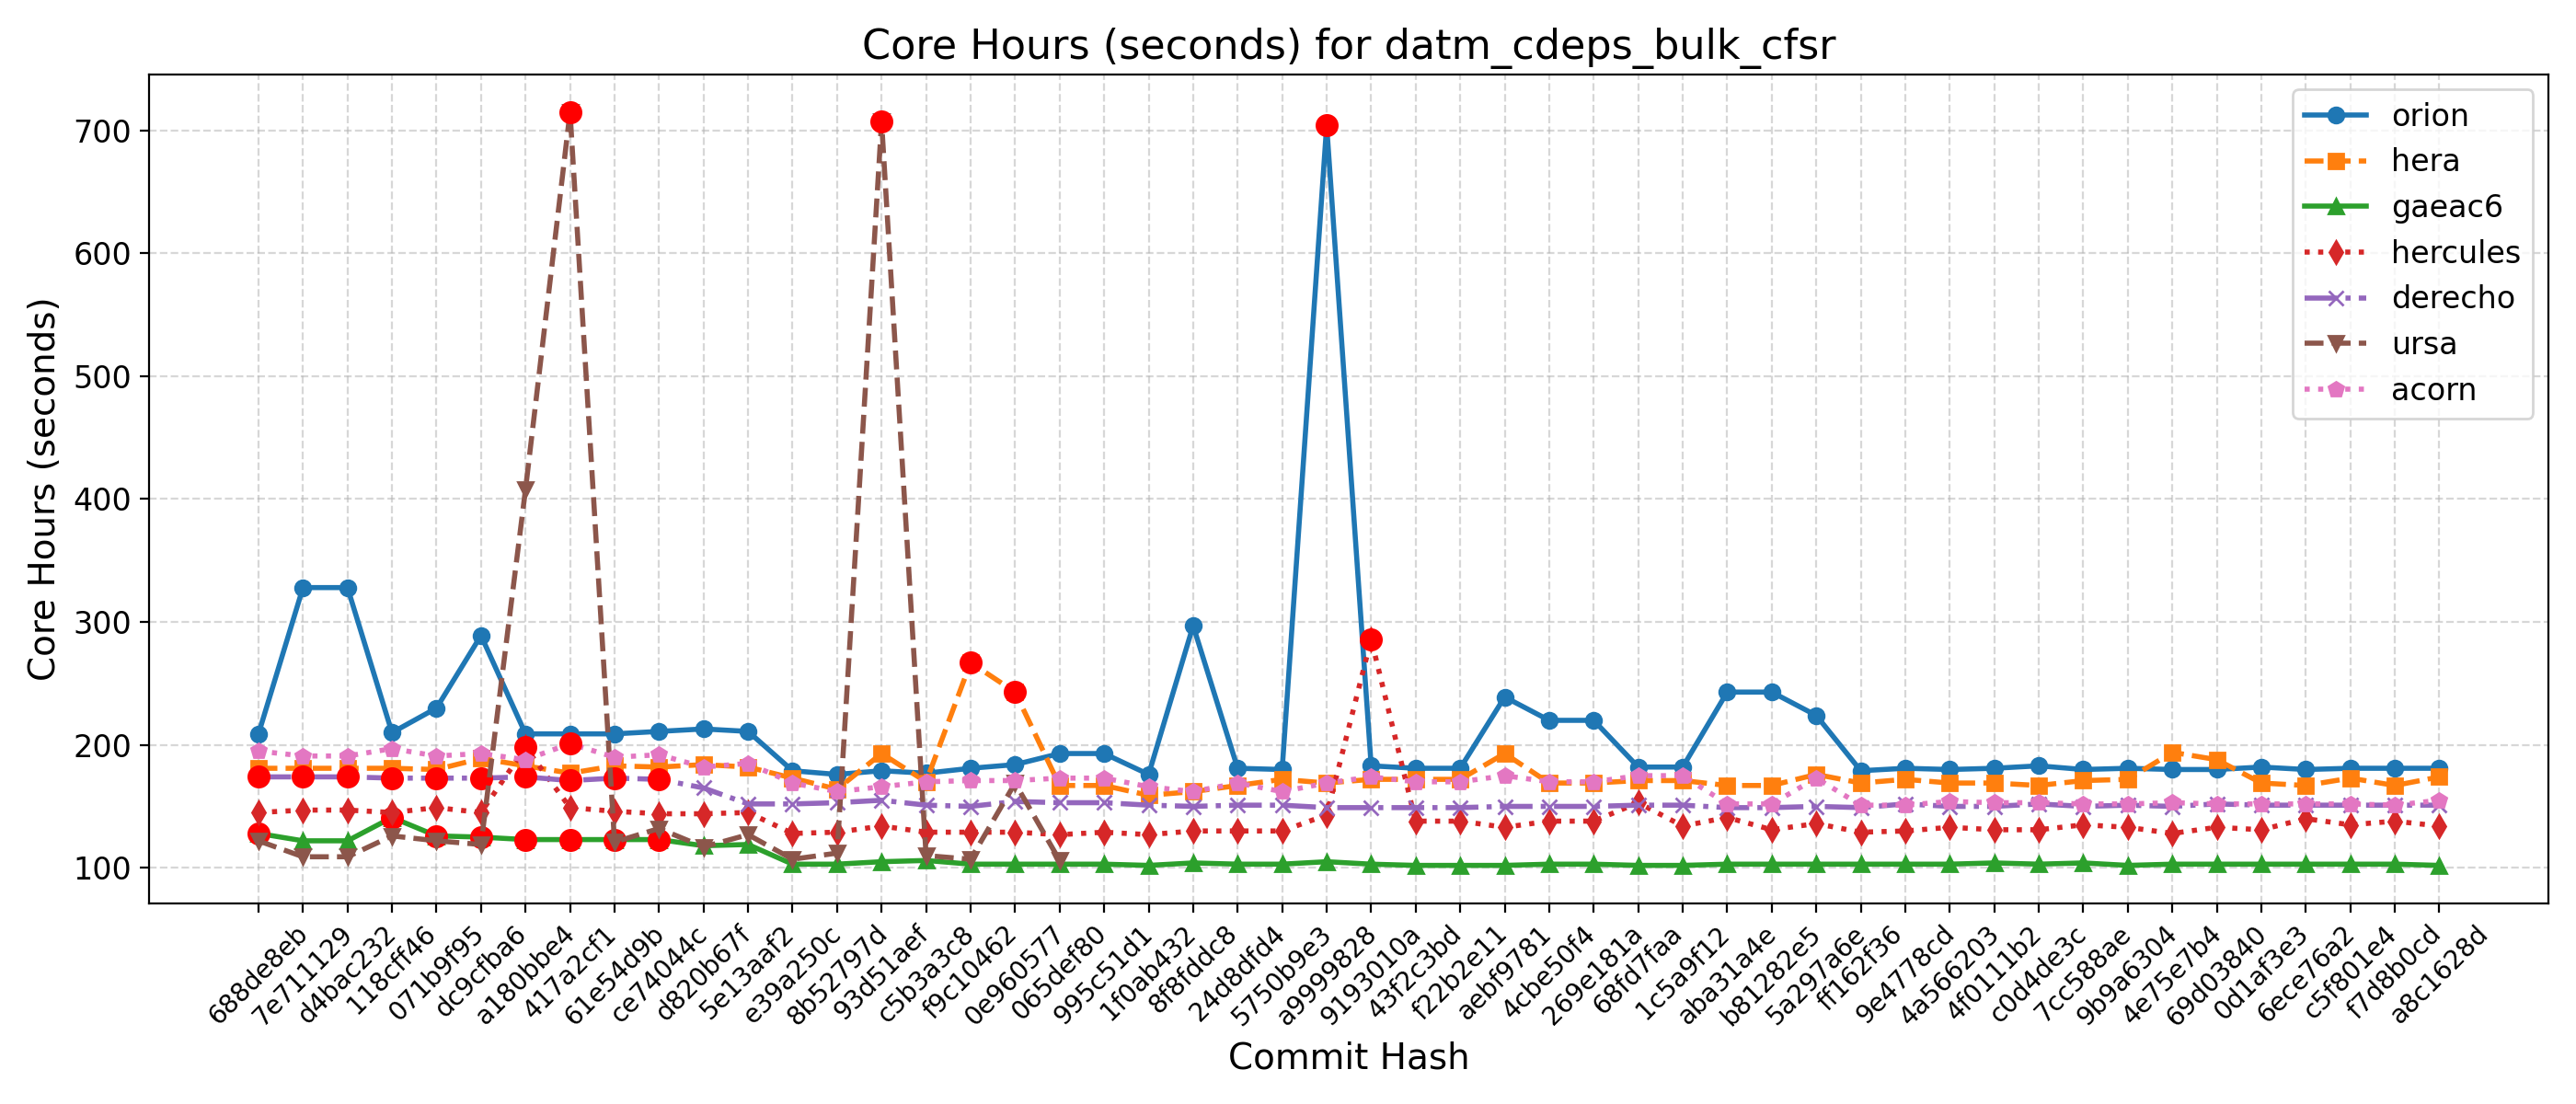 Core Hours (seconds) for datm_cdeps_bulk_cfsr
Core Hours (seconds)
700
600
500
400
300
200
100
orion
hera
gaeac6
hercules
derecho
ursa
acorn
688de8eb
7e711129
d4bac232
118cff46
071b9f95
dc9cfba6
a180bbe4
417a2cf1
61e54d9b
ce74044c
d820b67f
5e13aaf2
e39a250c
8b52797d
93d51aef
c5b3a3c8
f9c10462
0e960577
065def80
995c51d1
1f0ab432
8f8fddc8
24d8dfd4
5750b9e3
a9999828
9193010a
43f2c3bd
f22b2e11
aebf9781
4cbe50f4
269e181a
68fd7faa
1c5a9f12
aba31a4e
b81282e5
5a297a6e
ff162f36
9e4778cd
4a566203
4f0111b2
c0d4de3c
7cc588ae
9b9a6304
4e75e7b4
69d03840
0d1af3e3
6ece76a2
c5f801e4
f7d8b0cd
a8c1628d
Commit Hash